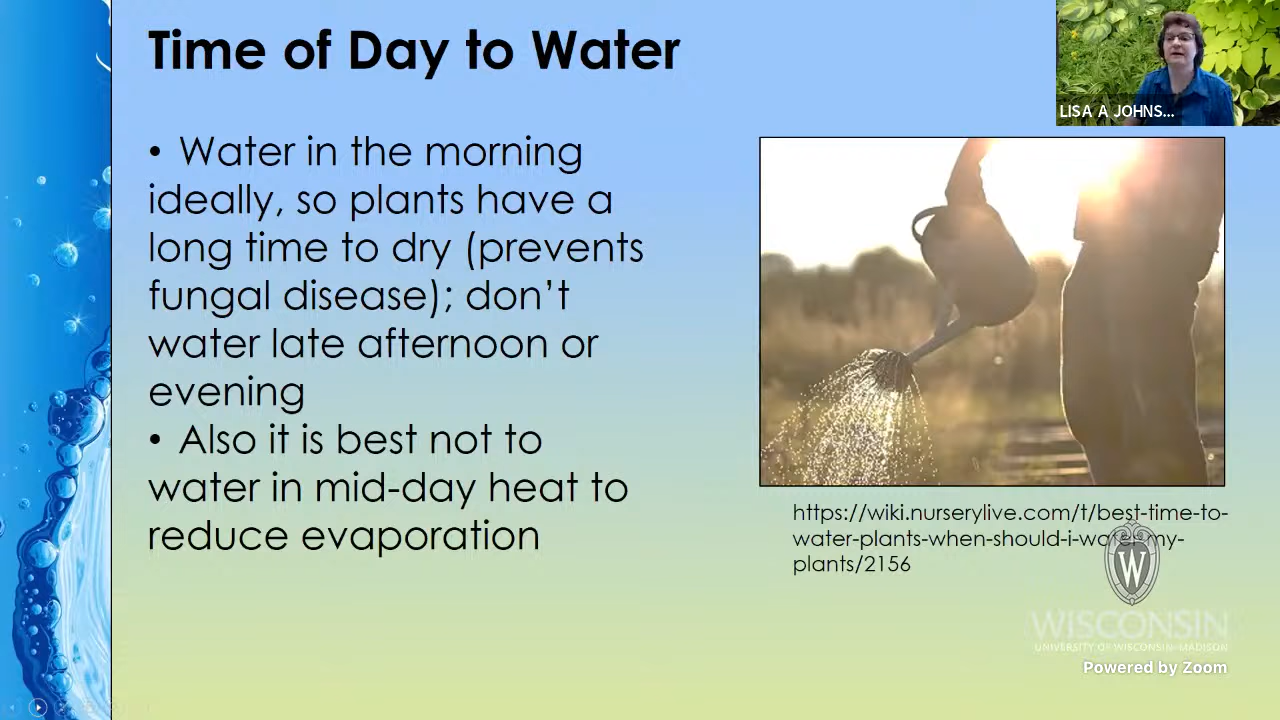 Time of Day to Water
LISA A JOHNS...
• Water in the morning
ideally, so plants have a
long time to dry (prevents
fungal disease); don’t
water late afternoon or
evening
• Also it is best not to
water in mid-day heat to
reduce evaporation
https://wiki.nurserylive.com/t/best-time-to-
water-plants-when-should-i-water-my-
plants/2156
W
WISCONSIN
UNIVERSITY OF WISCONSIN-MADISON
Powered by Zoom